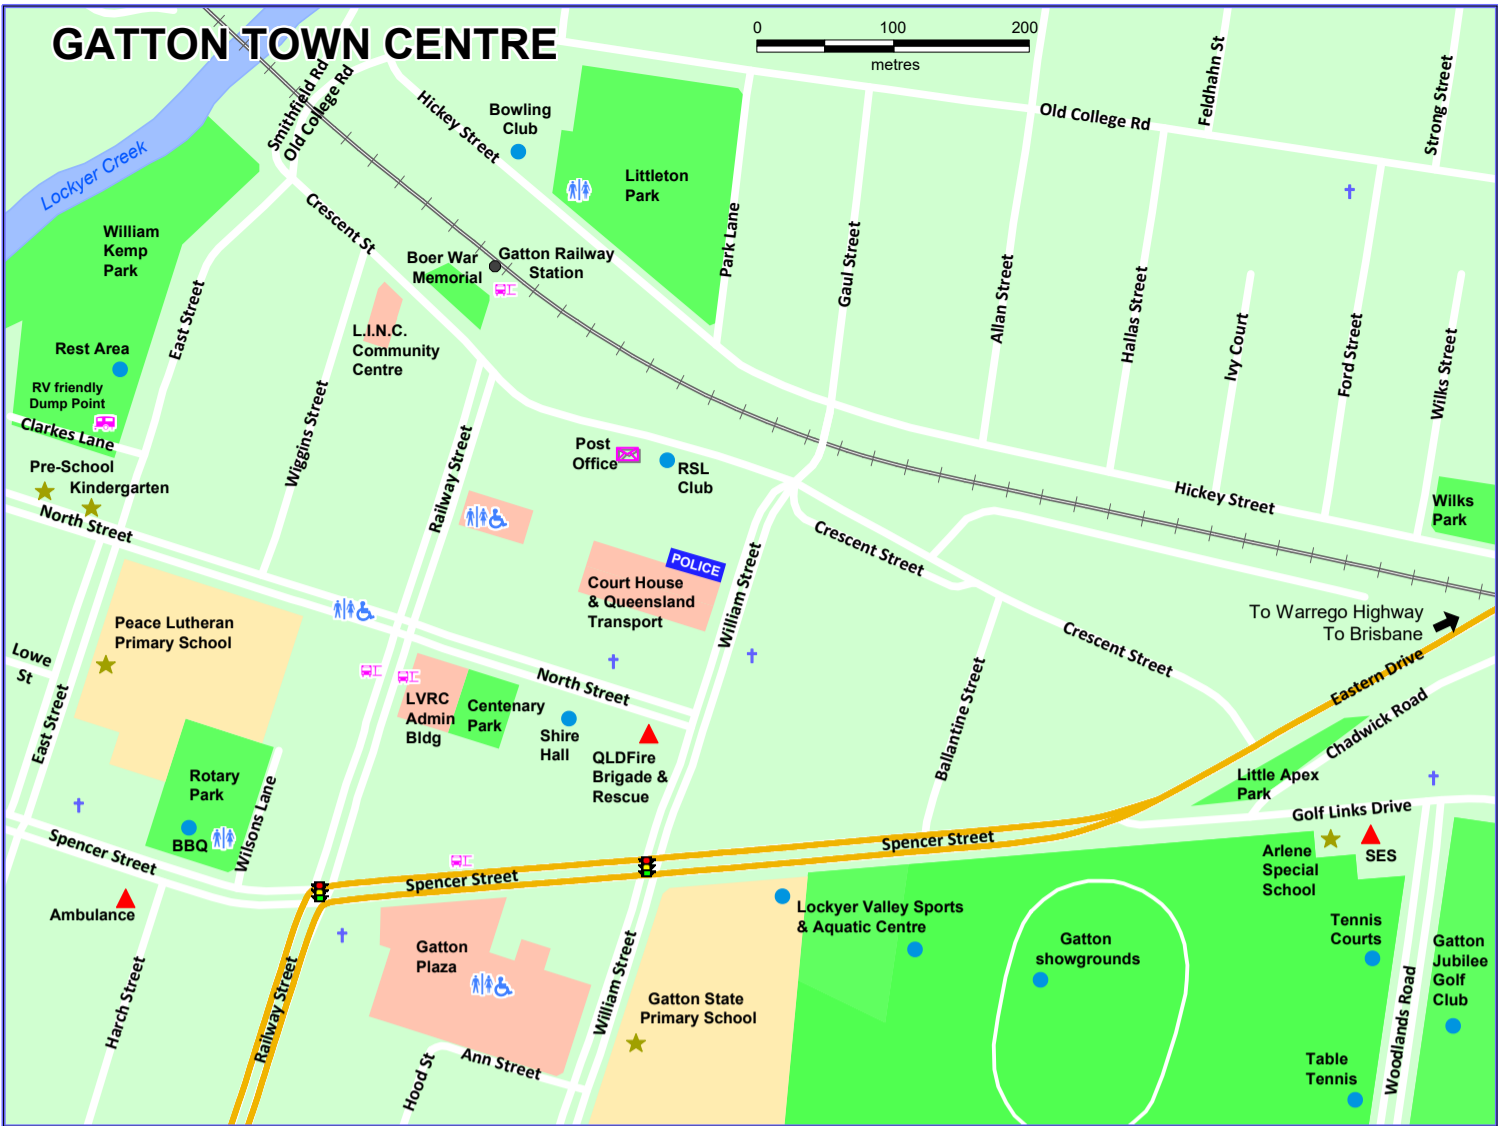 GATTON TOWN CENTRE
0 100 200
metres
Smithfield Rd
Old College Rd
Hickey Street
Bowling
Club
Littleton
Park
Old College Rd
Feldhahn St
Strong Street
Lockyer Creek
William
Kemp
Park
Crescent St
Boer War
Memorial
Gatton Railway
Station
Park Lane
Gaul Street
Allan Street
Hallas Street
Ivy Court
Ford Street
Wilks Street
East Street
L.I.N.C.
Community
Centre
Rest Area
RV friendly
Dump Point
Clarkes Lane
Wiggins Street
Railway Street
Post
Office
RSL
Club
Pre-School
Kindergarten
North Street
Hickey Street
Wilks
Park
Crescent Street
POLICE
Court House
& Queensland
Transport
William Street
Peace Lutheran
Primary School
To Warrego Highway
To Brisbane
Lowe
St
East Street
LVRC
Admin
Bldg
Centenary
Park
North Street
Shire
Hall
QLDFire
Brigade &
Rescue
Ballantine Street
Crescent Street
Eastern Drive
Chadwick Road
Little Apex
Park
Golf Links Drive
Rotary
Park
BBQ
Wilsons Lane
Spencer Street
Spencer Street
Spencer Street
Arlene
Special
School
SES
Ambulance
Gatton
Plaza
Lockyer Valley Sports
& Aquatic Centre
Gatton
showgrounds
Tennis
Courts
Gatton
Jubilee
Golf
Club
Harch Street
Railway Street
William Street
Gatton State
Primary School
Woodlands Road
Hood St
Ann Street
Table
Tennis